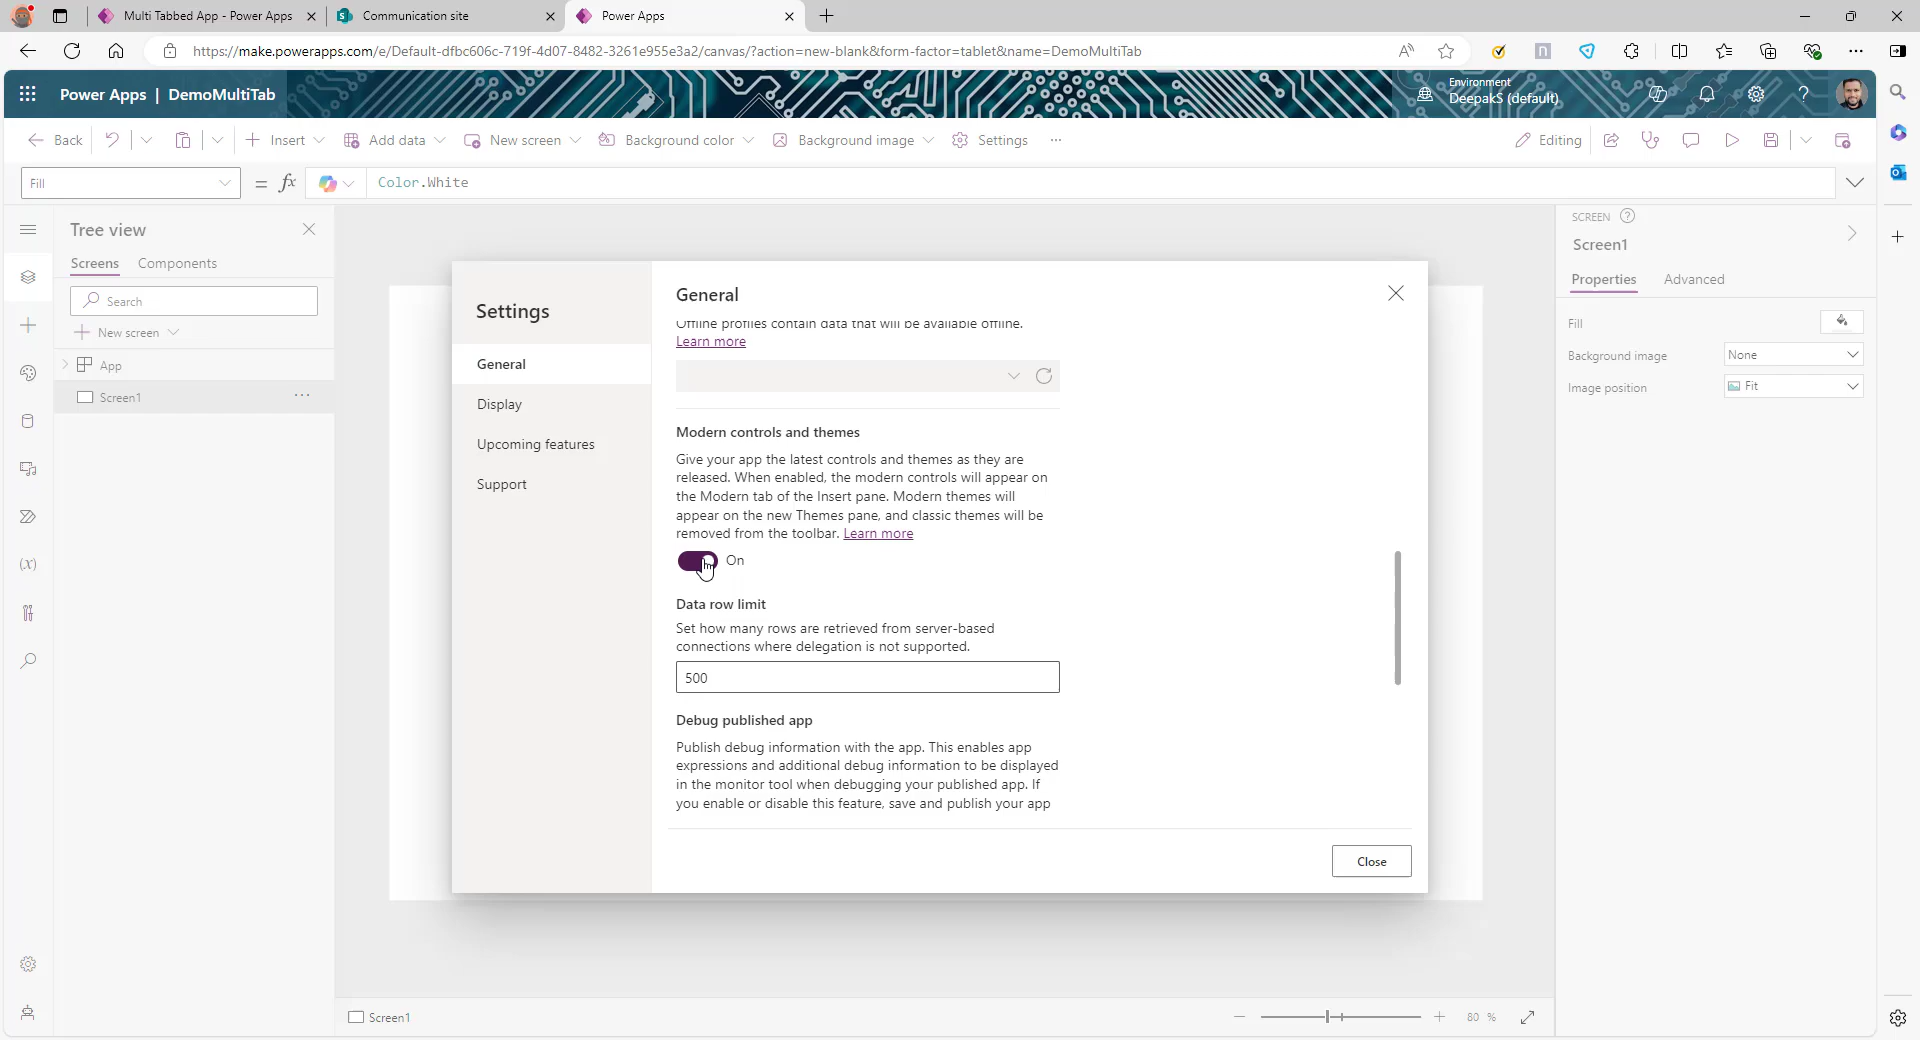 Multi Tabbed App - Power Apps
Communication site
Power Apps
https://make.powerapps.com/e/Default-dfbc606c-719f-4d07-8482-3261e955e3a2/canvas/?action=new-blank&form-factor=tablet&name=DemoMultiTab
Power Apps | DemoMultiTab
Environment
DeepakS (default)
Back
Insert
Add data
New screen
Background color
Background image
Settings
Editing
Fill
= fx
Color.White
Tree view
Screens
Components
Search
New screen
App
Screen1
Settings
General
Display
Upcoming features
Support
General
Offline profiles contain data that will be available offline.
Learn more
Modern controls and themes
Give your app the latest controls and themes as they are
released. When enabled, the modern controls will appear on
the Modern tab of the Insert pane. Modern themes will
appear on the new Themes pane, and classic themes will be
removed from the toolbar. Learn more
On
Data row limit
Set how many rows are retrieved from server-based
connections where delegation is not supported.
500
Debug published app
Publish debug information with the app. This enables app
expressions and additional debug information to be displayed
in the monitor tool when debugging your published app. If
you enable or disable this feature, save and publish your app
Close
SCREEN
Screen1
Properties
Advanced
Fill
Background image
None
Image position
Fit
Screen1
80 %